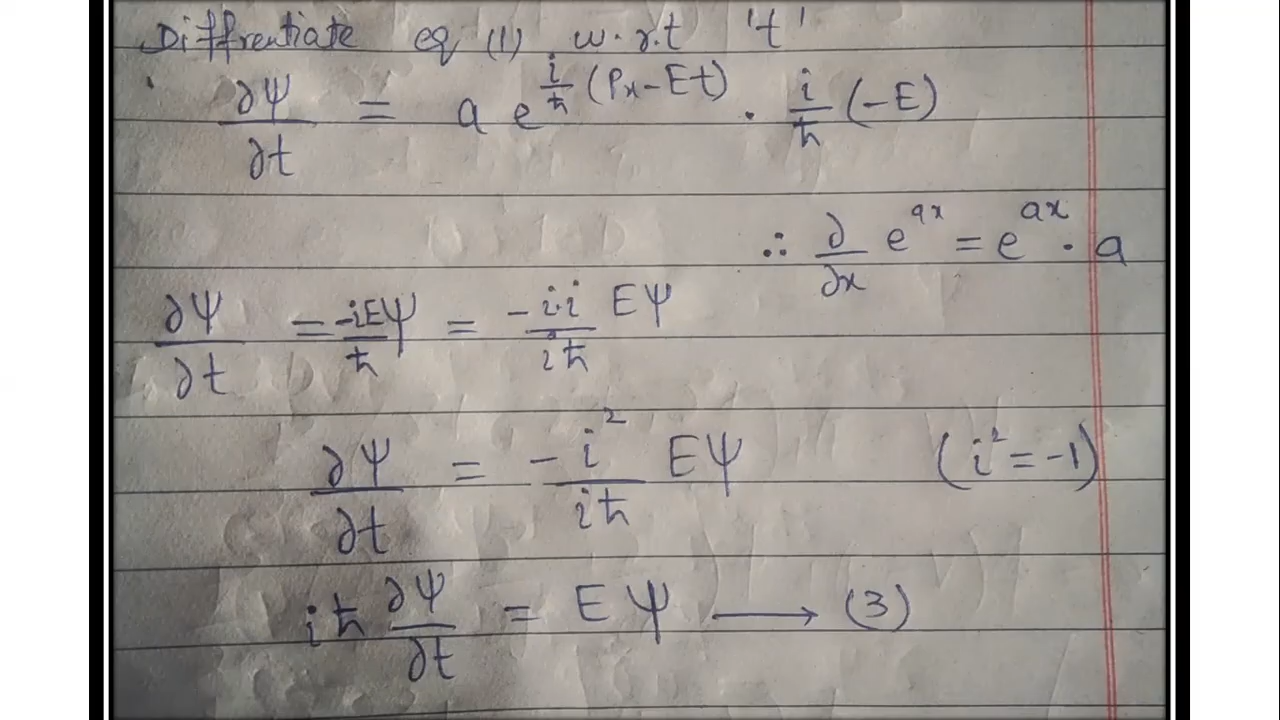 Diffrentiate eq (1) w.r.t 't'
∂Ψ/∂t = a e^{i/ħ (Px-Et)} · i/ħ (-E)
∴ ∂/∂x e^{ax} = e^{ax} · a
∂Ψ/∂t = -iEΨ/ħ = -i·i/iħ EΨ
∂Ψ/∂t = -i²/iħ EΨ (i² = -1)
iħ ∂Ψ/∂t = EΨ ⟶ (3)